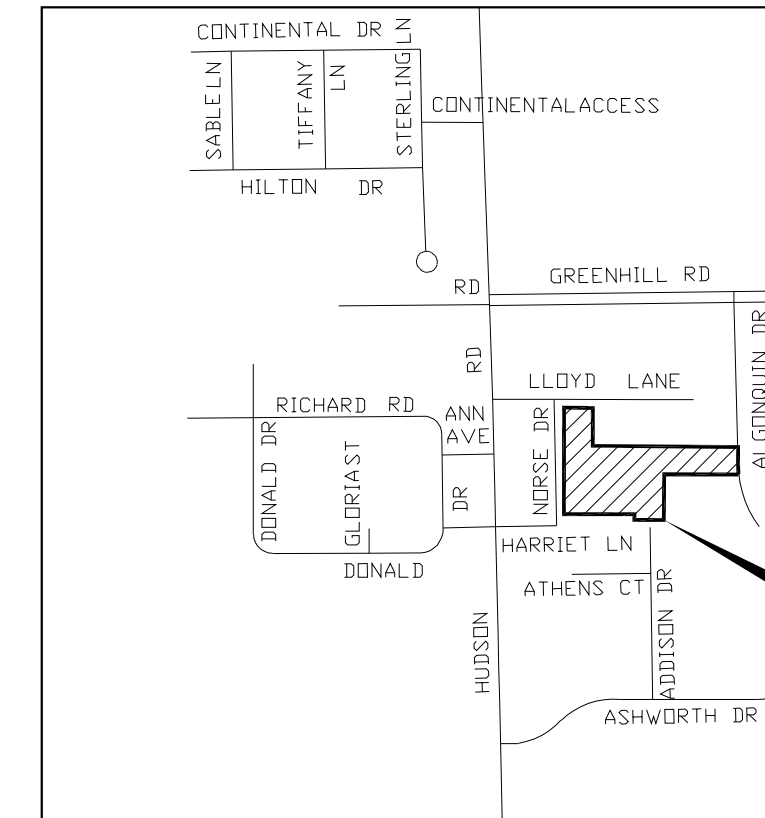 CONTINENTAL DR
SABLE LN
TIFFANY
LN
STERLING LN
CONTINENTAL ACCESS
HILTON DR
RD
GREENHILL RD
RD
LLOYD LANE
ALGONQUIN DR
RICHARD RD
ANN
AVE
DONALD DR
GLORIA ST
DR
NORSE DR
HARRIET LN
DONALD
ATHENS CT
ADDISON DR
HUDSON
ASHWORTH DR